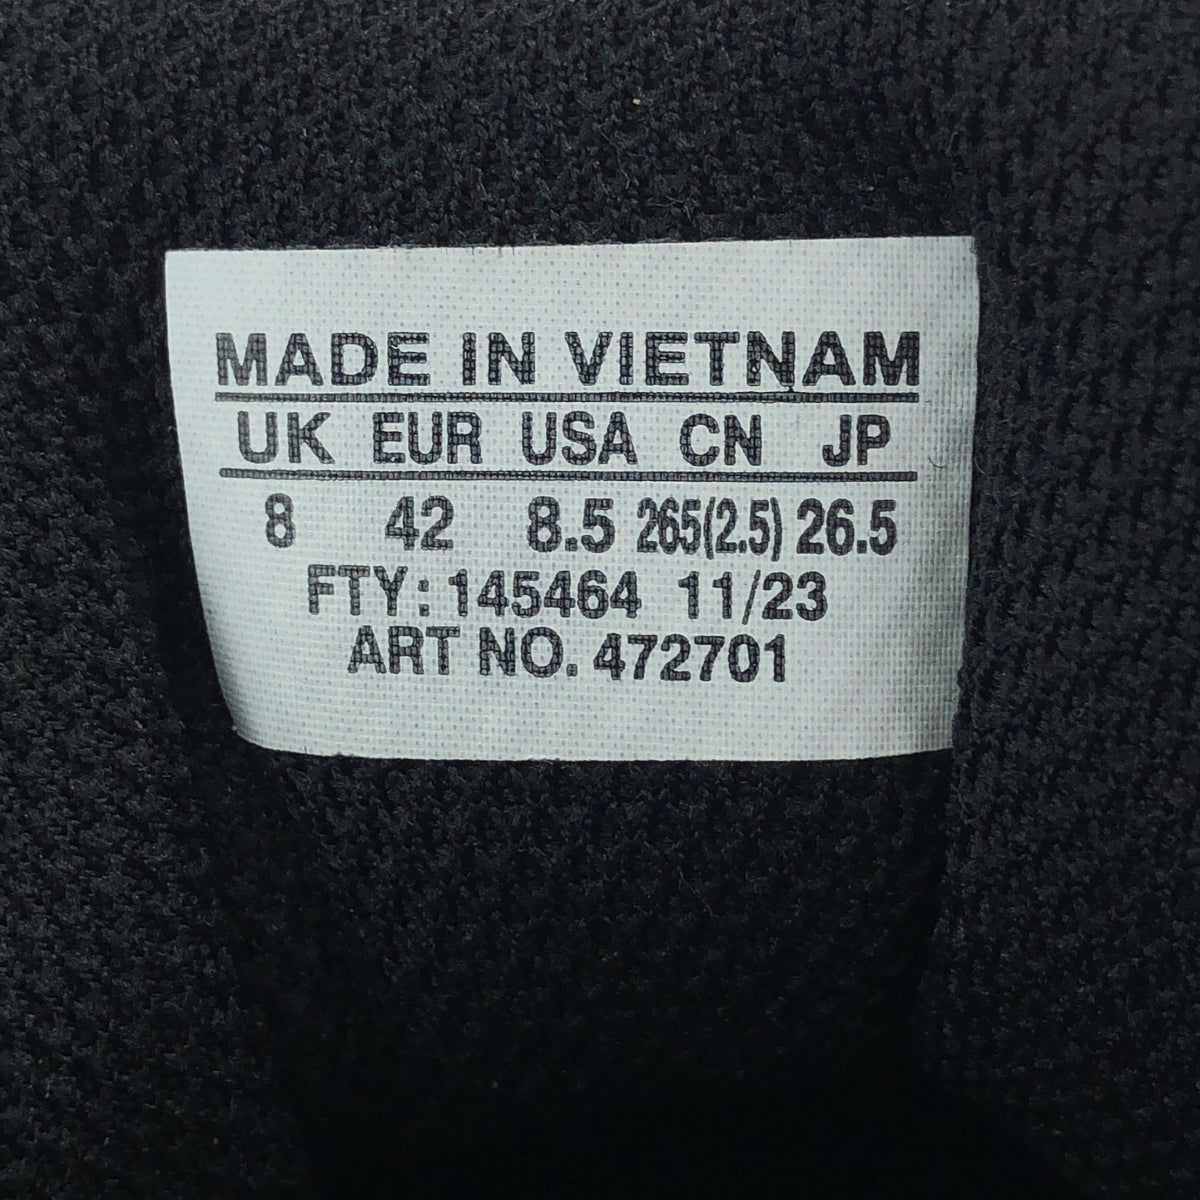 MADE IN VIETNAM
UK EUR USA CN JP
8 42 8.5 265(2.5) 26.5
FTY: 145464 11/23
ART NO. 472701